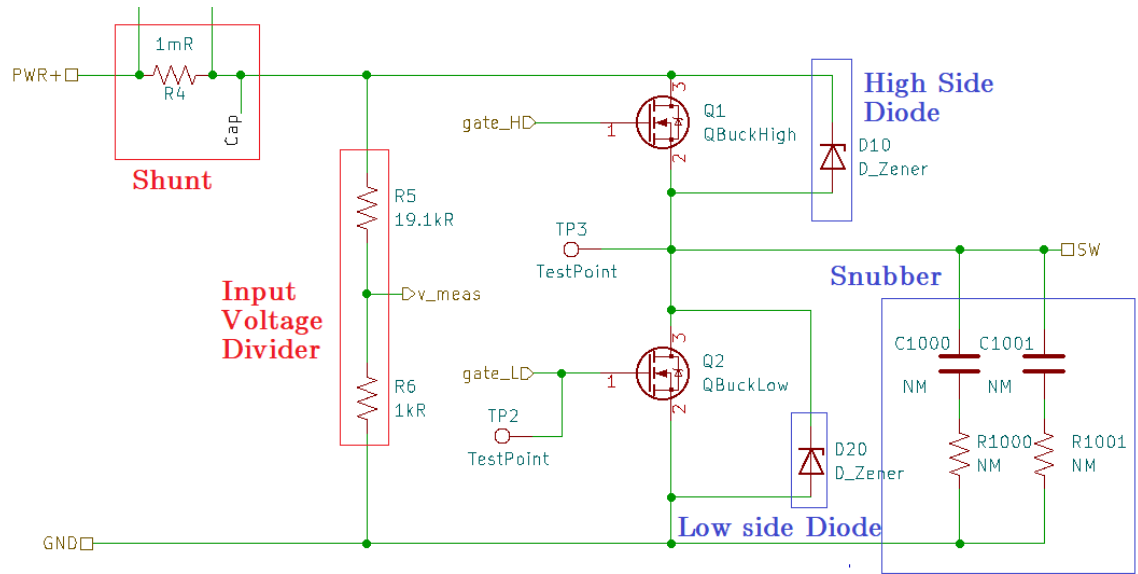 1mR
PWR+
R4
Cap
Shunt
High Side
Diode
3
Q1
QBuckHigh
gate_H
1
2
D10
D_Zener
R5
19.1kR
TP3
TestPoint
SW
Snubber
Input
Voltage
Divider
v_meas
3
C1000
C1001
Q2
QBuckLow
gate_L
1
2
NM
NM
R6
1kR
TP2
TestPoint
D20
D_Zener
R1000
NM
R1001
NM
Low side Diode
GND